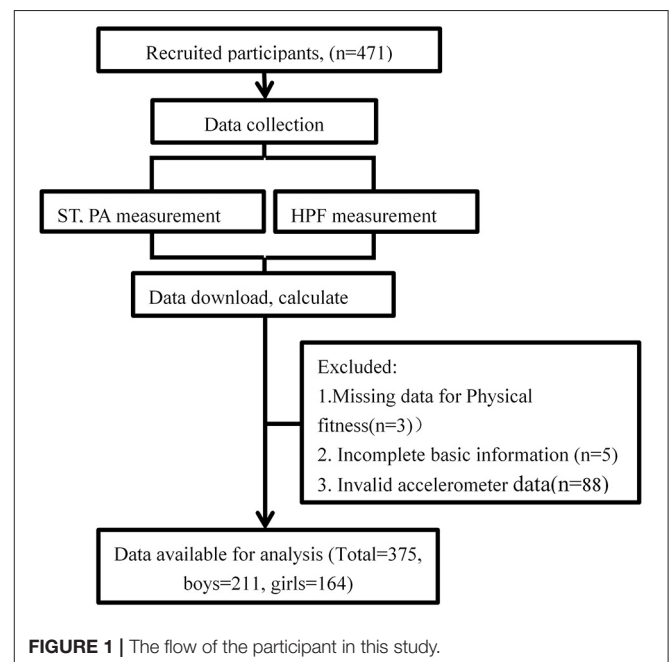 Recruited participants, (n=471)
Data collection
ST, PA measurement
HPF measurement
Data download, calculate
Excluded:
1.Missing data for Physical
fitness(n=3)）
2. Incomplete basic information (n=5)
3. Invalid accelerometer data(n=88)
Data available for analysis (Total=375,
boys=211, girls=164)
FIGURE 1 | The flow of the participant in this study.